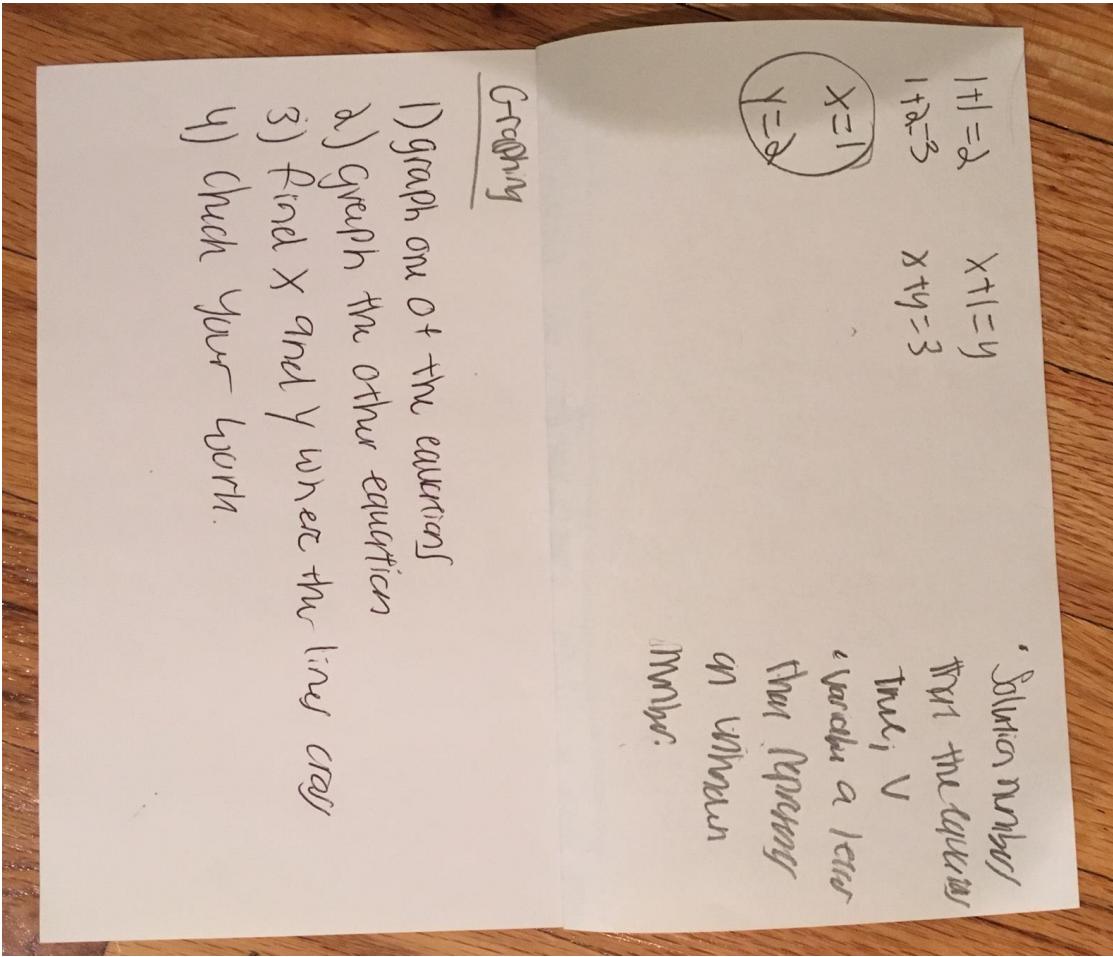 1+1=2
1+2=3
x=1
y=2
x+1=y
x+y=3
• Solution numbers
that the equations
true, V
• variable a letter
that represents
an unknown
number.
Graphing
1) graph one of the equations
2) graph the other equation
3) find x and y where the lines cross
4) check your work.